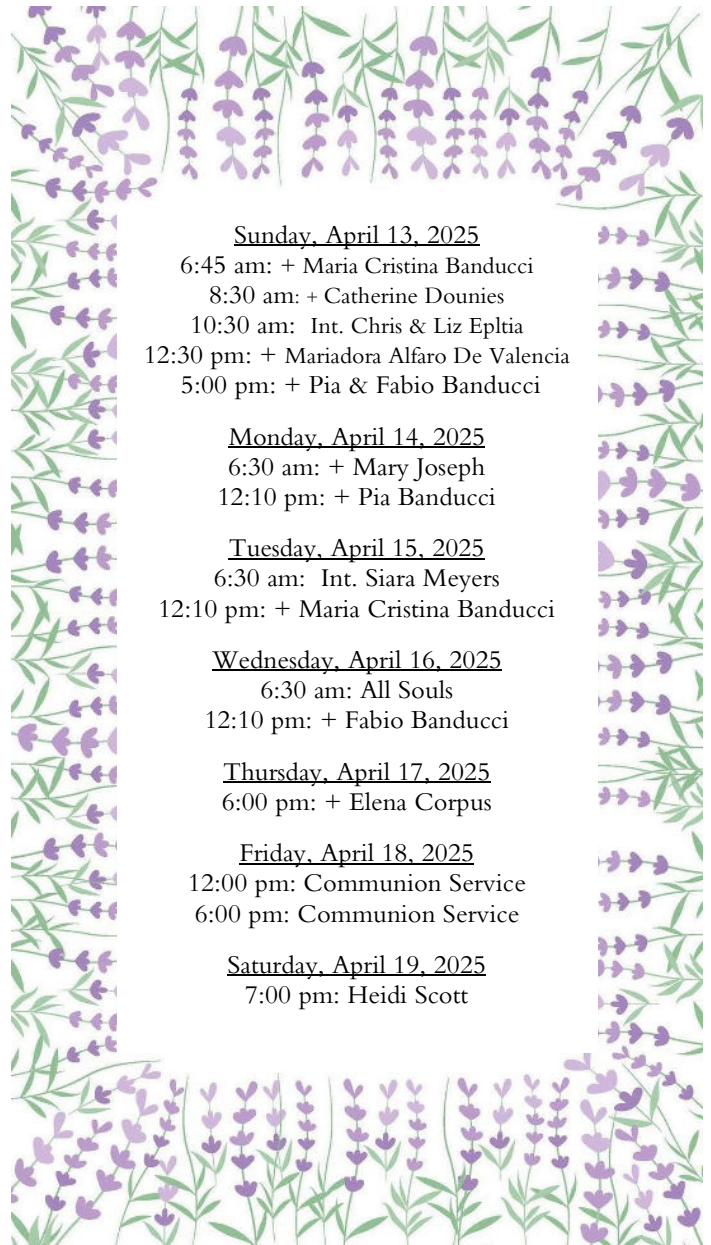 Sunday, April 13, 2025
6:45 am: + Maria Cristina Banducci
8:30 am: + Catherine Dounies
10:30 am: Int. Chris & Liz Epltia
12:30 pm: + Mariadora Alfaro De Valencia
5:00 pm: + Pia & Fabio Banducci
Monday, April 14, 2025
6:30 am: + Mary Joseph
12:10 pm: + Pia Banducci
Tuesday, April 15, 2025
6:30 am: Int. Siara Meyers
12:10 pm: + Maria Cristina Banducci
Wednesday, April 16, 2025
6:30 am: All Souls
12:10 pm: + Fabio Banducci
Thursday, April 17, 2025
6:00 pm: + Elena Corpus
Friday, April 18, 2025
12:00 pm: Communion Service
6:00 pm: Communion Service
Saturday, April 19, 2025
7:00 pm: Heidi Scott